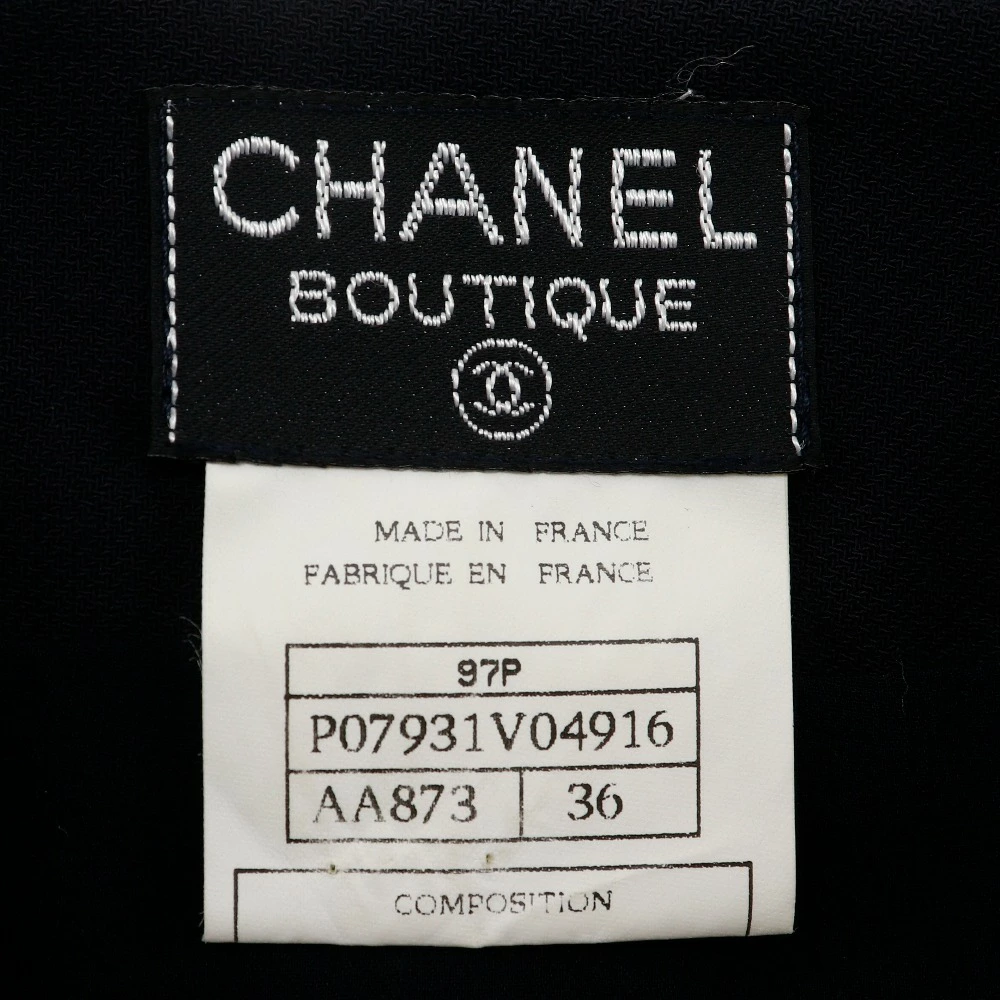 CHANEL
BOUTIQUE
MADE IN FRANCE
FABRIQUE EN FRANCE
97P
P07931V04916
AA873 36
COMPOSITION